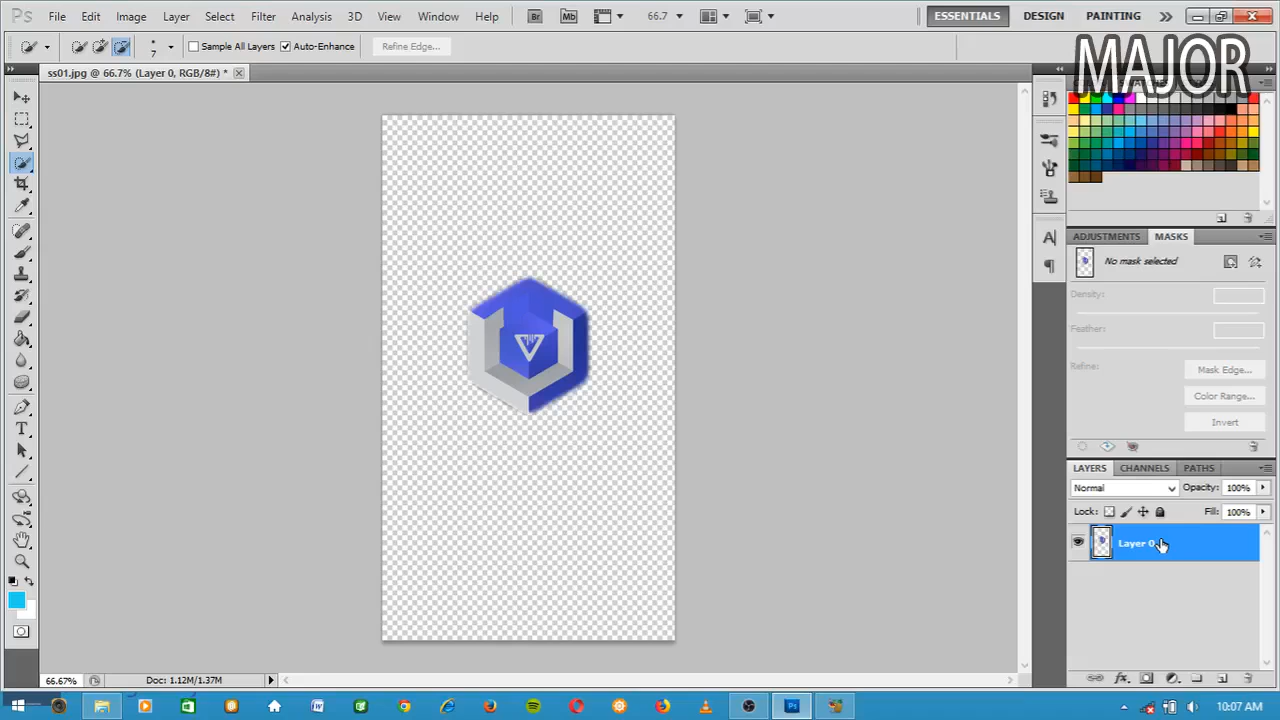 Ps File Edit Image Layer Select Filter Analysis 3D View Window Help Br Mb 66.7 ESSENTIALS DESIGN PAINTING
7 Sample All Layers Auto-Enhance Refine Edge...
MAJOR
ss01.jpg @ 66.7% (Layer 0, RGB/8#) *
ADJUSTMENTS MASKS
No mask selected
Density:
Feather:
Refine:
Mask Edge...
Color Range...
Invert
LAYERS CHANNELS PATHS
Normal Opacity: 100%
Lock: Fill: 100%
Layer 0
66.67% Doc: 1.12M/1.37M
10:07 AM